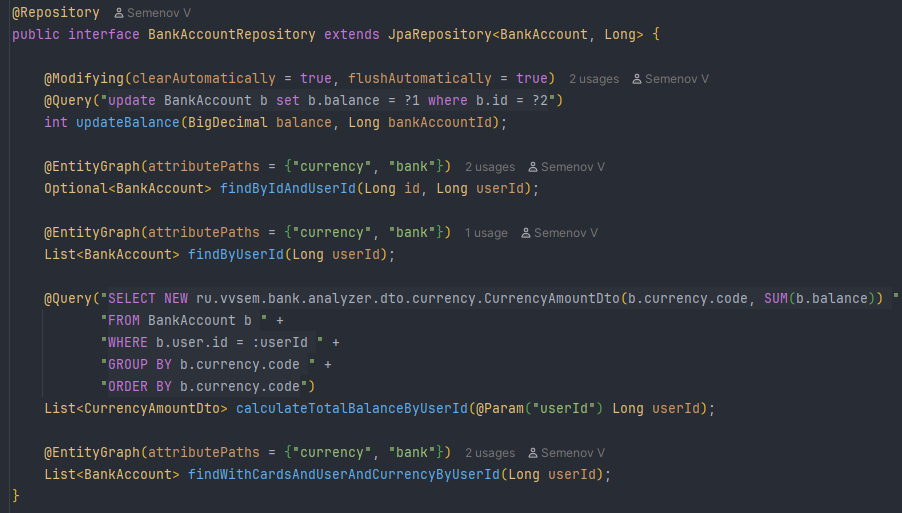 @Repository Semenov V
public interface BankAccountRepository extends JpaRepository<BankAccount, Long> {
@Modifying(clearAutomatically = true, flushAutomatically = true) 2 usages Semenov V
@Query("update BankAccount b set b.balance = ?1 where b.id = ?2")
int updateBalance(BigDecimal balance, Long bankAccountId);
@EntityGraph(attributePaths = {"currency", "bank"}) 2 usages Semenov V
Optional<BankAccount> findByIdAndUserId(Long id, Long userId);
@EntityGraph(attributePaths = {"currency", "bank"}) 1 usage Semenov V
List<BankAccount> findByUserId(Long userId);
@Query("SELECT NEW ru.vvsem.bank.analyzer.dto.currency.CurrencyAmountDto(b.currency.code, SUM(b.balance)) "
"FROM BankAccount b " +
"WHERE b.user.id = :userId " +
"GROUP BY b.currency.code " +
"ORDER BY b.currency.code")
List<CurrencyAmountDto> calculateTotalBalanceByUserId(@Param("userId") Long userId);
@EntityGraph(attributePaths = {"currency", "bank"}) 2 usages Semenov V
List<BankAccount> findWithCardsAndUserAndCurrencyByUserId(Long userId);
}